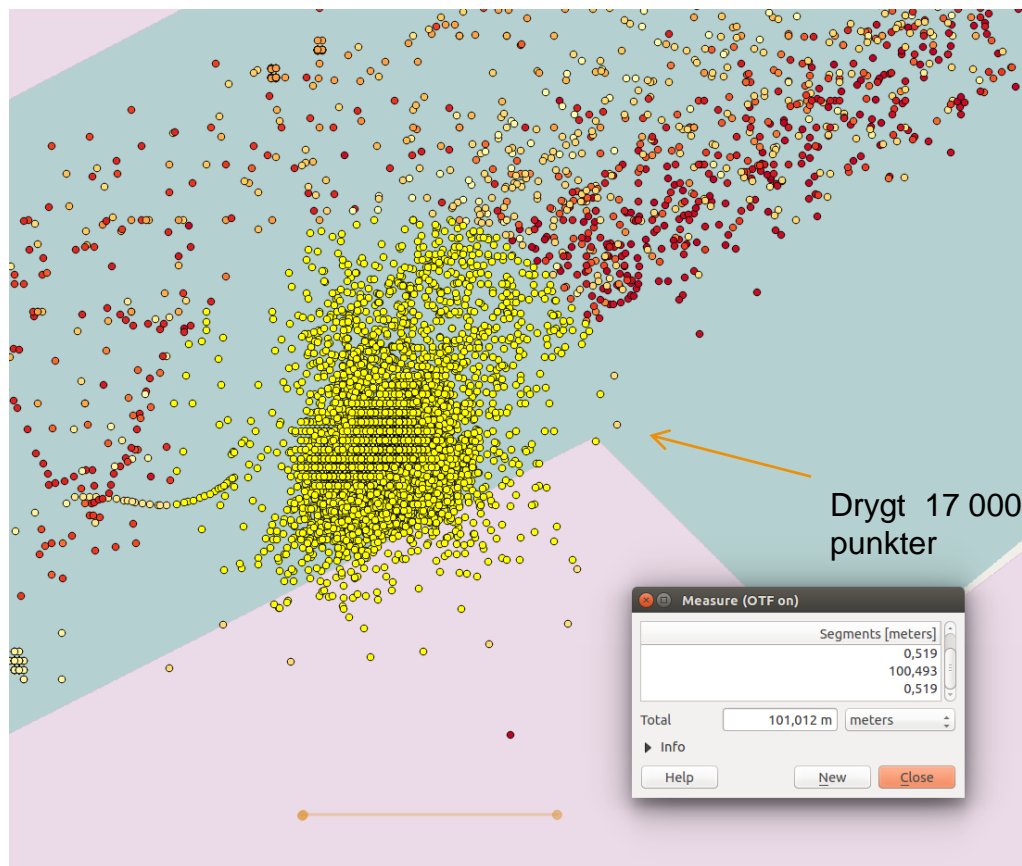 Drygt 17 000
punkter
Measure (OTF on)
Segments [meters]
0,519
100,493
0,519
Total 101,012 m meters
Info
Help New Close